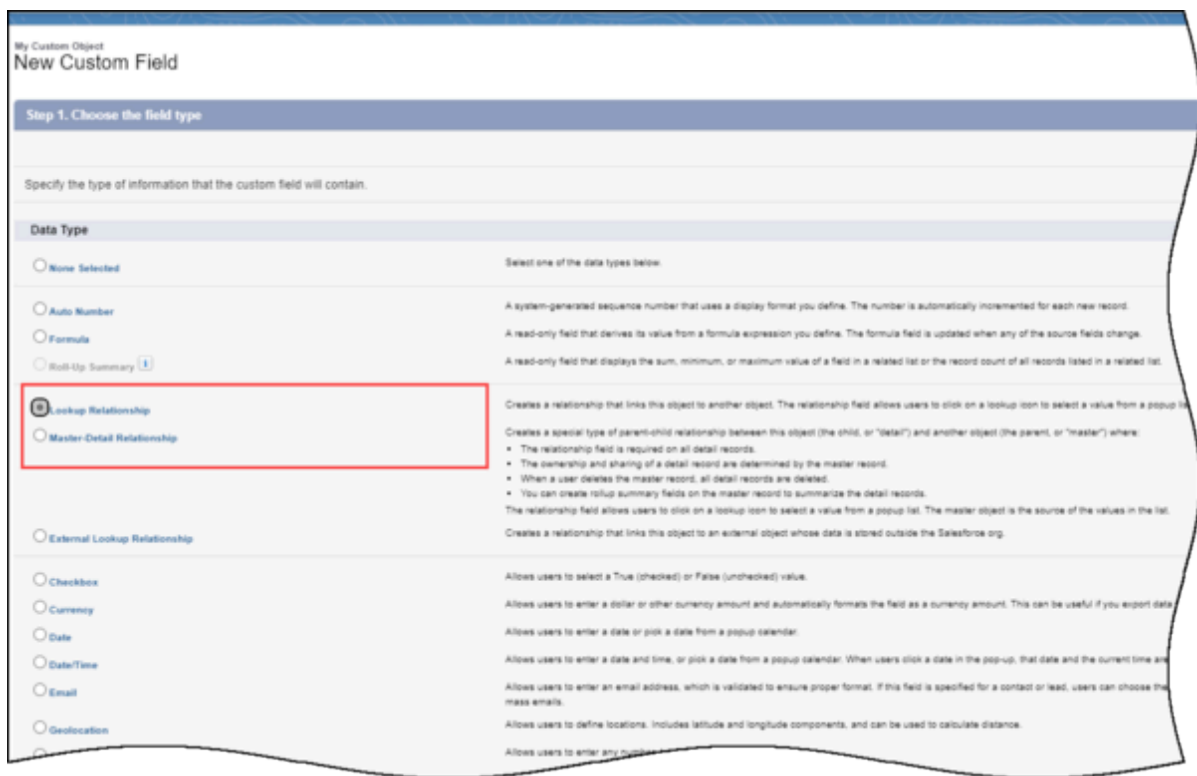 My Custom Object
New Custom Field
Step 1. Choose the field type
Specify the type of information that the custom field will contain.
Data Type
None Selected Select one of the data types below.
Auto Number A system-generated sequence number that uses a display format you define. The number is automatically incremented for each new record.
Formula A read-only field that derives its value from a formula expression you define. The formula field is updated when any of the source fields change.
Roll-Up Summary i A read-only field that displays the sum, minimum, or maximum value of a field in a related list or the record count of all records listed in a related list.
Lookup Relationship Creates a relationship that links this object to another object. The relationship field allows users to click on a lookup icon to select a value from a popup
Master-Detail Relationship Creates a special type of parent-child relationship between this object (the child, or "detail") and another object (the parent, or "master") where:
• The relationship field is required on all detail records.
• The ownership and sharing of a detail record are determined by the master record.
• When a user deletes the master record, all detail records are deleted.
• You can create rollup summary fields on the master record to summarize the detail records.
The relationship field allows users to click on a lookup icon to select a value from a popup list. The master object is the source of the values in the list.
External Lookup Relationship Creates a relationship that links this object to an external object whose data is stored outside the Salesforce org.
Checkbox Allows users to select a True (checked) or False (unchecked) value.
Currency Allows users to enter a dollar or other currency amount and automatically formats the field as a currency amount. This can be useful if you export data
Date Allows users to enter a date or pick a date from a popup calendar.
Date/Time Allows users to enter a date and time, or pick a date from a popup calendar. When users click a date in the pop-up, that date and the current time are
Email Allows users to enter an email address, which is validated to ensure proper format. If this field is specified for a contact or lead, users can choose the
mass emails.
Geolocation Allows users to define locations. Includes latitude and longitude components, and can be used to calculate distance.
Allows users to enter any number